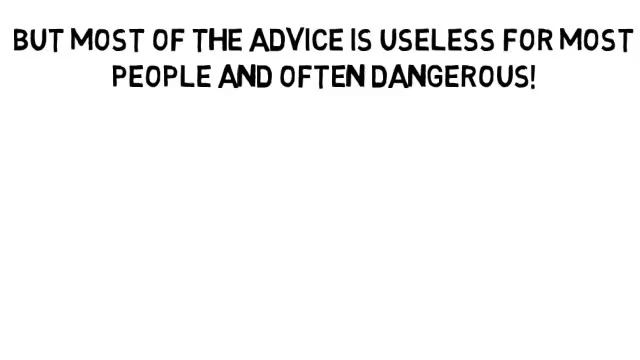 BUT MOST OF THE ADVICE IS USELESS FOR MOST
PEOPLE AND OFTEN DANGEROUS!